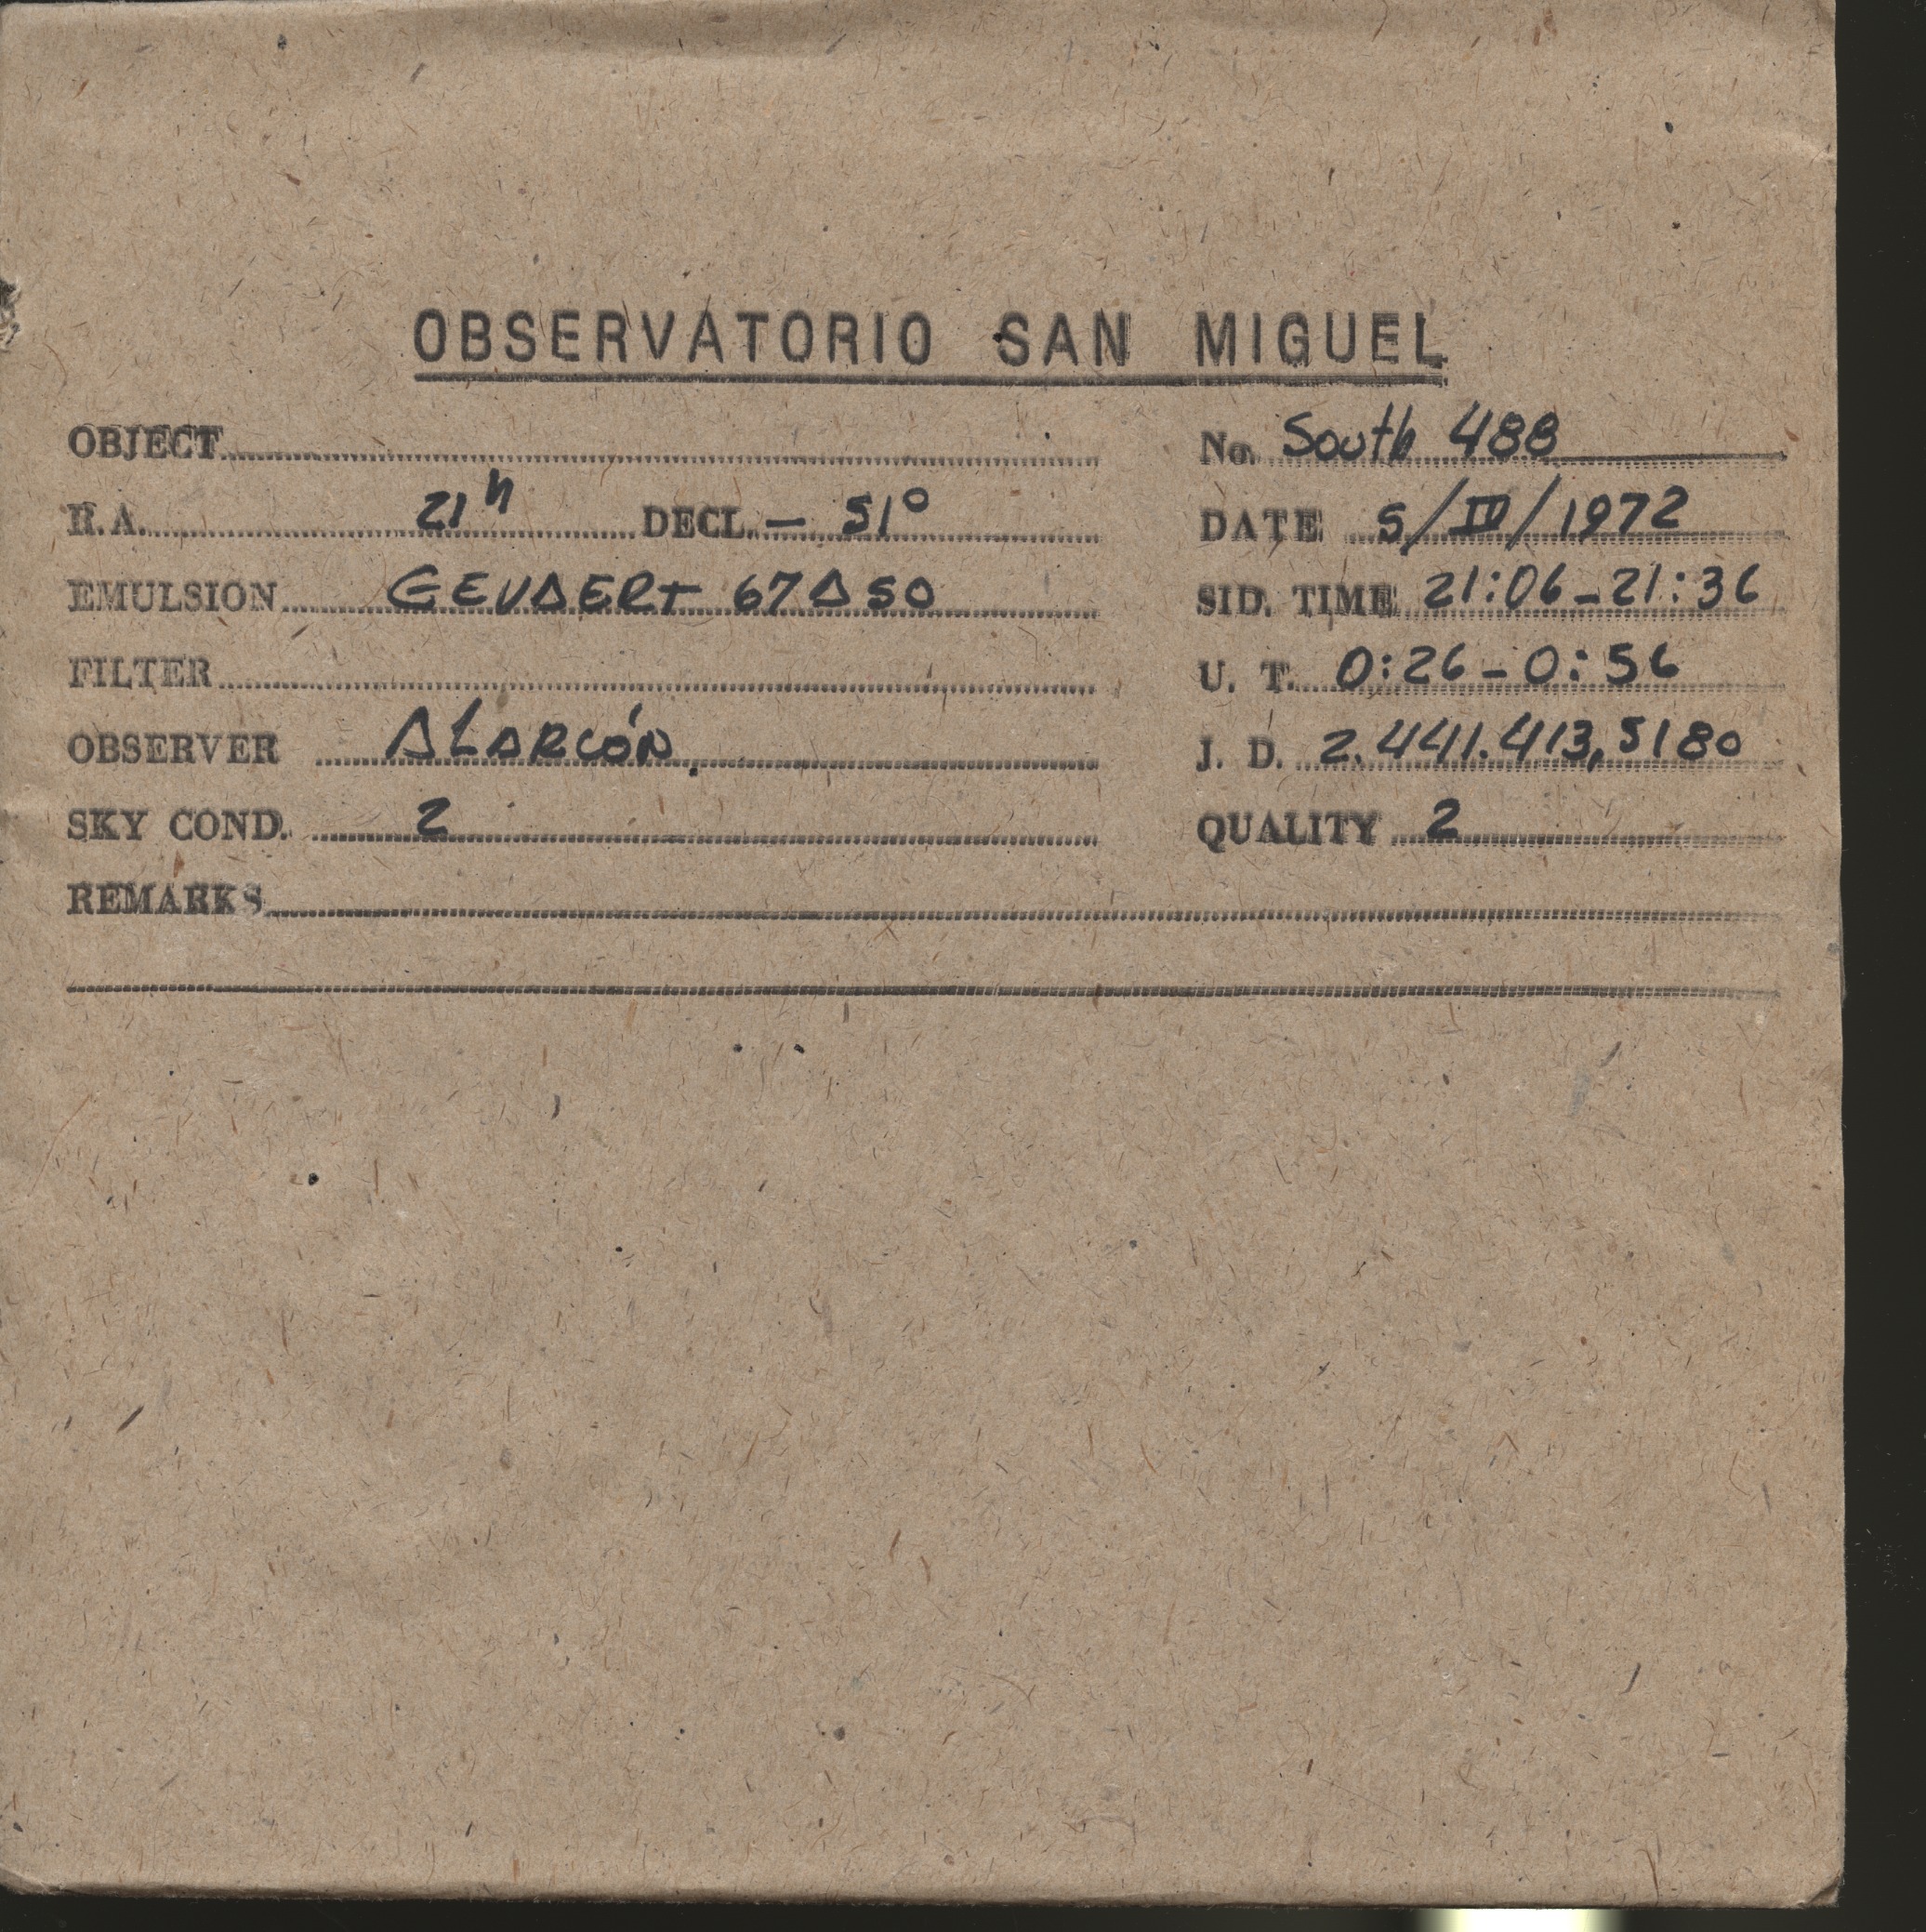 OBSERVATORIO SAN MIGUEL
OBJECT No. South 488
R.A. 21h DECL. - 51° DATE 5/IV/1972
EMULSION GEVAERT 67A50 SID. TIME 21:06-21:36
FILTER U. T. 0:26-0:56
OBSERVER ALARCÓN. J. D. 2.441.413,5180
SKY COND. 2 QUALITY 2
REMARKS